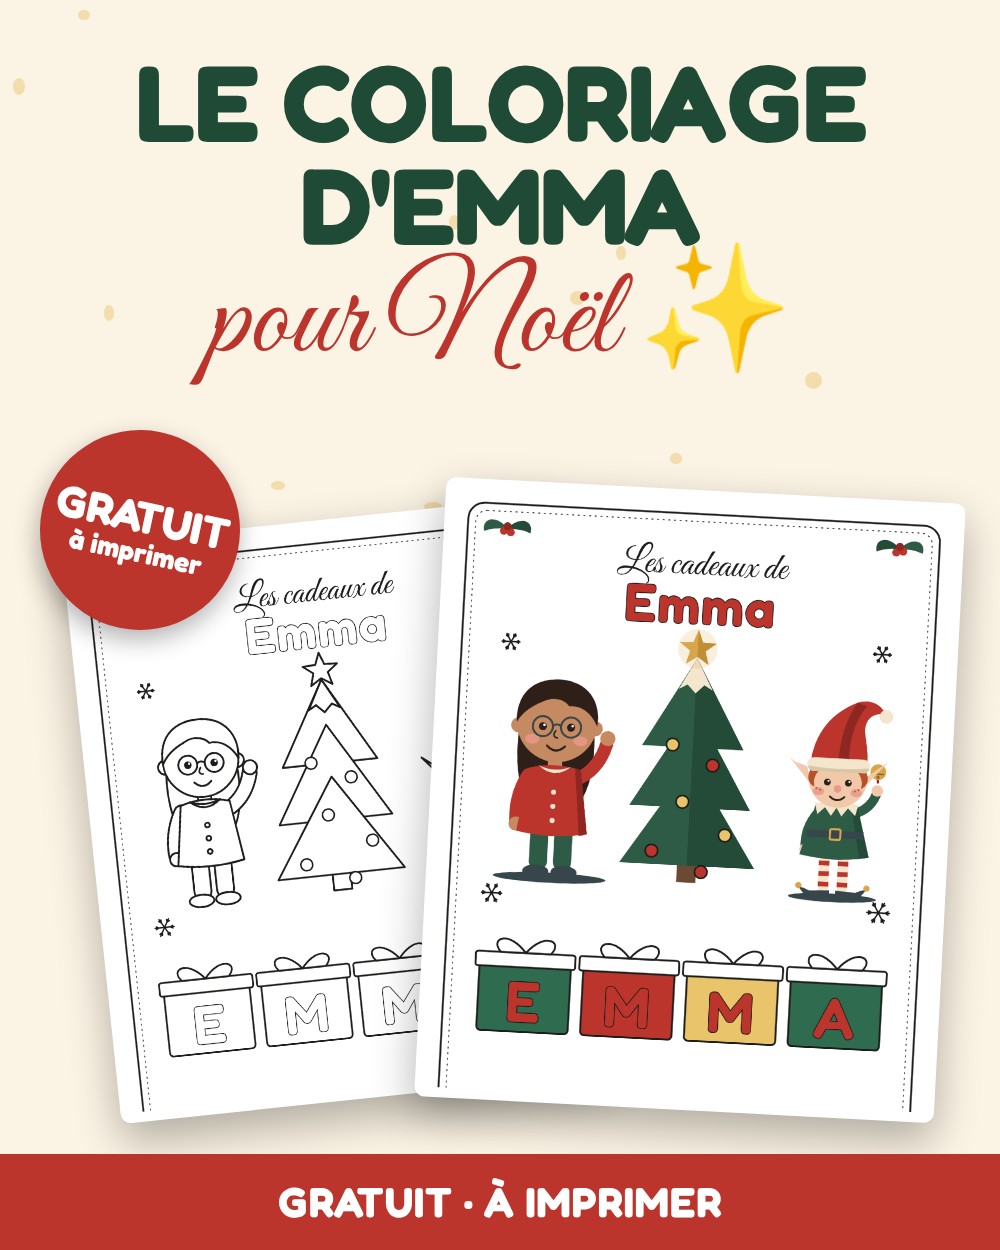 LE COLORIAGE
D'EMMA
pour Noël
GRATUIT
à imprimer
Les cadeaux de
Emma
E M M
Les cadeaux de
Emma
E M M A
GRATUIT · À IMPRIMER